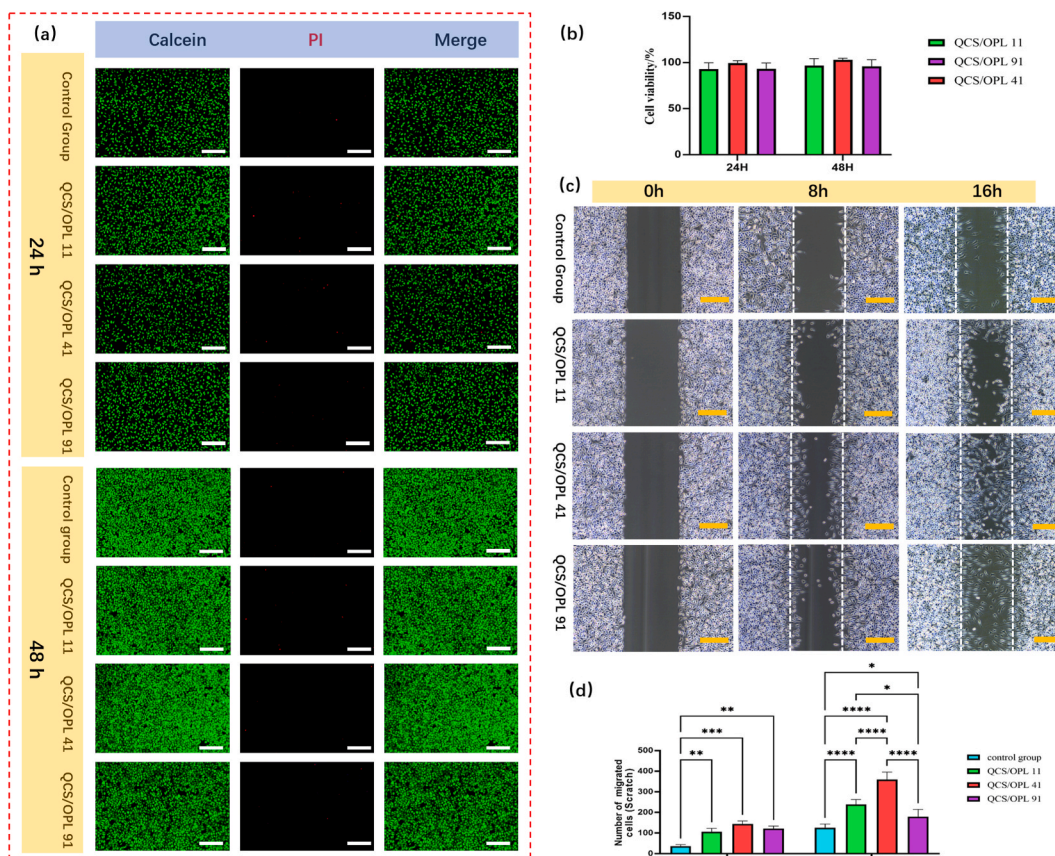 (a)
Calcein PI Merge
24 h
Control Group
QCS/OPL 11
QCS/OPL 41
QCS/OPL 91
48 h
Control group
QCS/OPL 11
QCS/OPL 41
QCS/OPL 91
(b)
Cell viability/%
150
100
50
0
24H 48H
QCS/OPL 11
QCS/OPL 91
QCS/OPL 41
(c)
0h 8h 16h
Control Group
QCS/OPL 11
QCS/OPL 41
QCS/OPL 91
(d)
Number of migrated
cells (Scratch)
500
400
300
200
100
0
** *** **
**** **** **** **** * *
control group
QCS/OPL 11
QCS/OPL 41
QCS/OPL 91